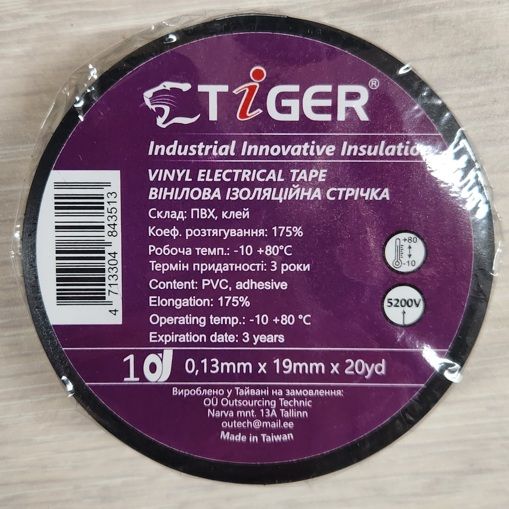 TiGER®
Industrial Innovative Insulation
VINYL ELECTRICAL TAPE
ВІНІЛОВА ІЗОЛЯЦІЙНА СТРІЧКА
Склад: ПВХ, клей
Коеф. розтягування: 175%
Робоча темп.: -10 +80°C
Термін придатності: 3 роки
Content: PVC, adhesive
Elongation: 175%
Operating temp.: -10 +80 °C
Expiration date: 3 years
+80
-10
5200V
4 713304 843513
10 0,13mm x 19mm x 20yd
Вироблено у Тайвані на замовлення:
OÜ Outsourcing Technic
Narva mnt. 13A Tallinn
outech@mail.ee
Made in Taiwan